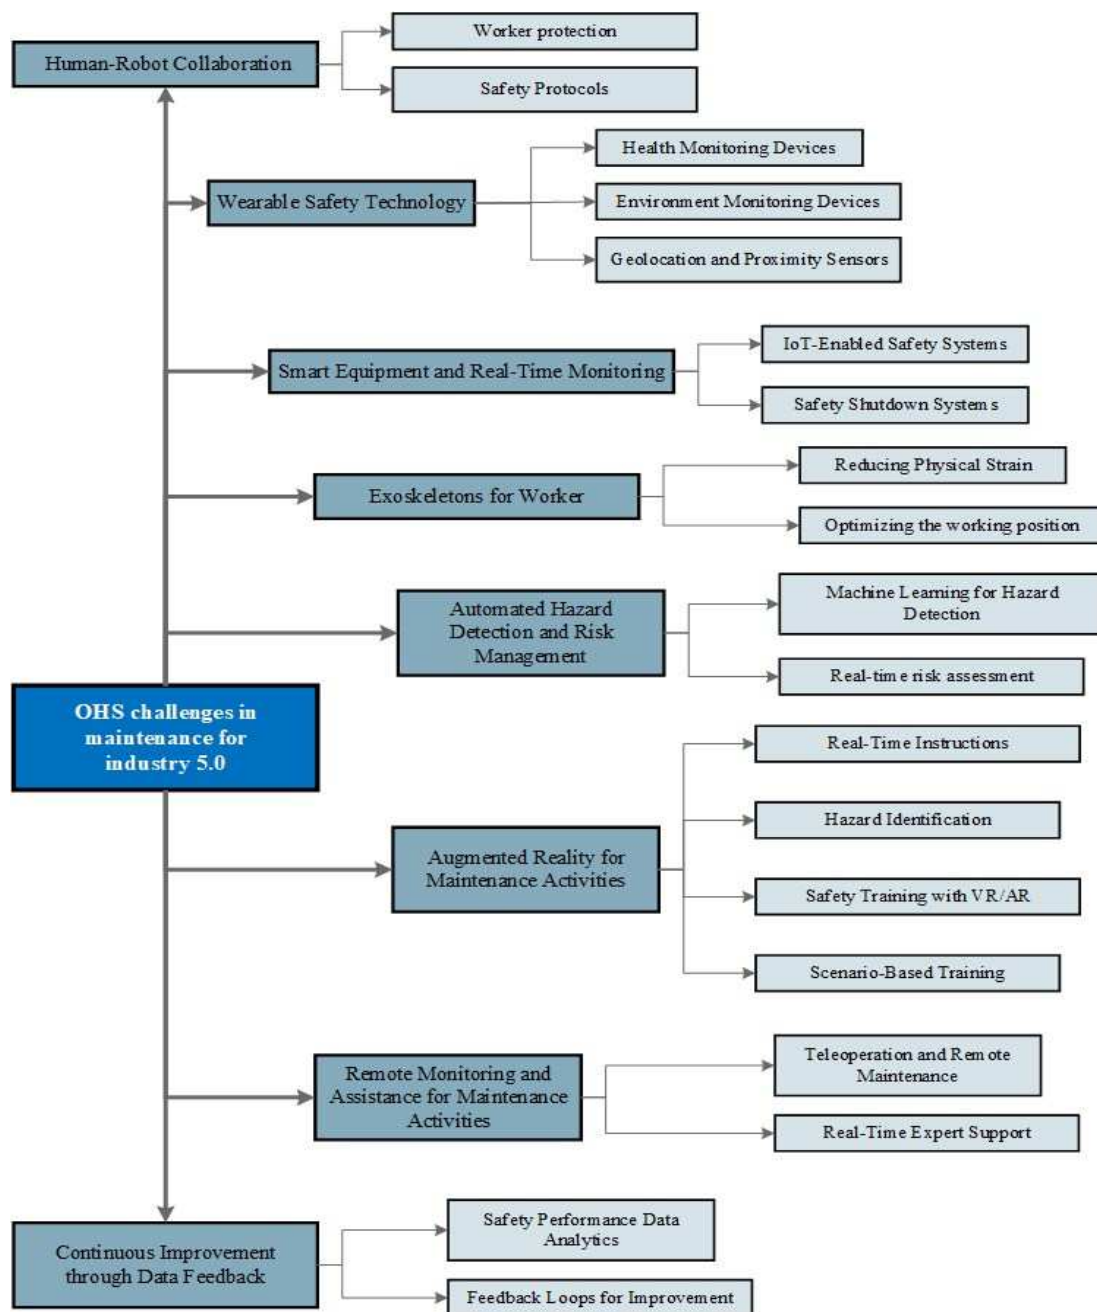 Human-Robot Collaboration
Worker protection
Safety Protocols
Wearable Safety Technology
Health Monitoring Devices
Environment Monitoring Devices
Geolocation and Proximity Sensors
Smart Equipment and Real-Time Monitoring
IoT-Enabled Safety Systems
Safety Shutdown Systems
Exoskeletons for Worker
Reducing Physical Strain
Optimizing the working position
Automated Hazard
Detection and Risk
Management
Machine Learning for Hazard
Detection
Real-time risk assessment
OHS challenges in
maintenance for
industry 5.0
Augmented Reality for
Maintenance Activities
Real-Time Instructions
Hazard Identification
Safety Training with VR/AR
Scenario-Based Training
Remote Monitoring and
Assistance for Maintenance
Activities
Teleoperation and Remote
Maintenance
Real-Time Expert Support
Continuous Improvement
through Data Feedback
Safety Performance Data
Analytics
Feedback Loops for Improvement